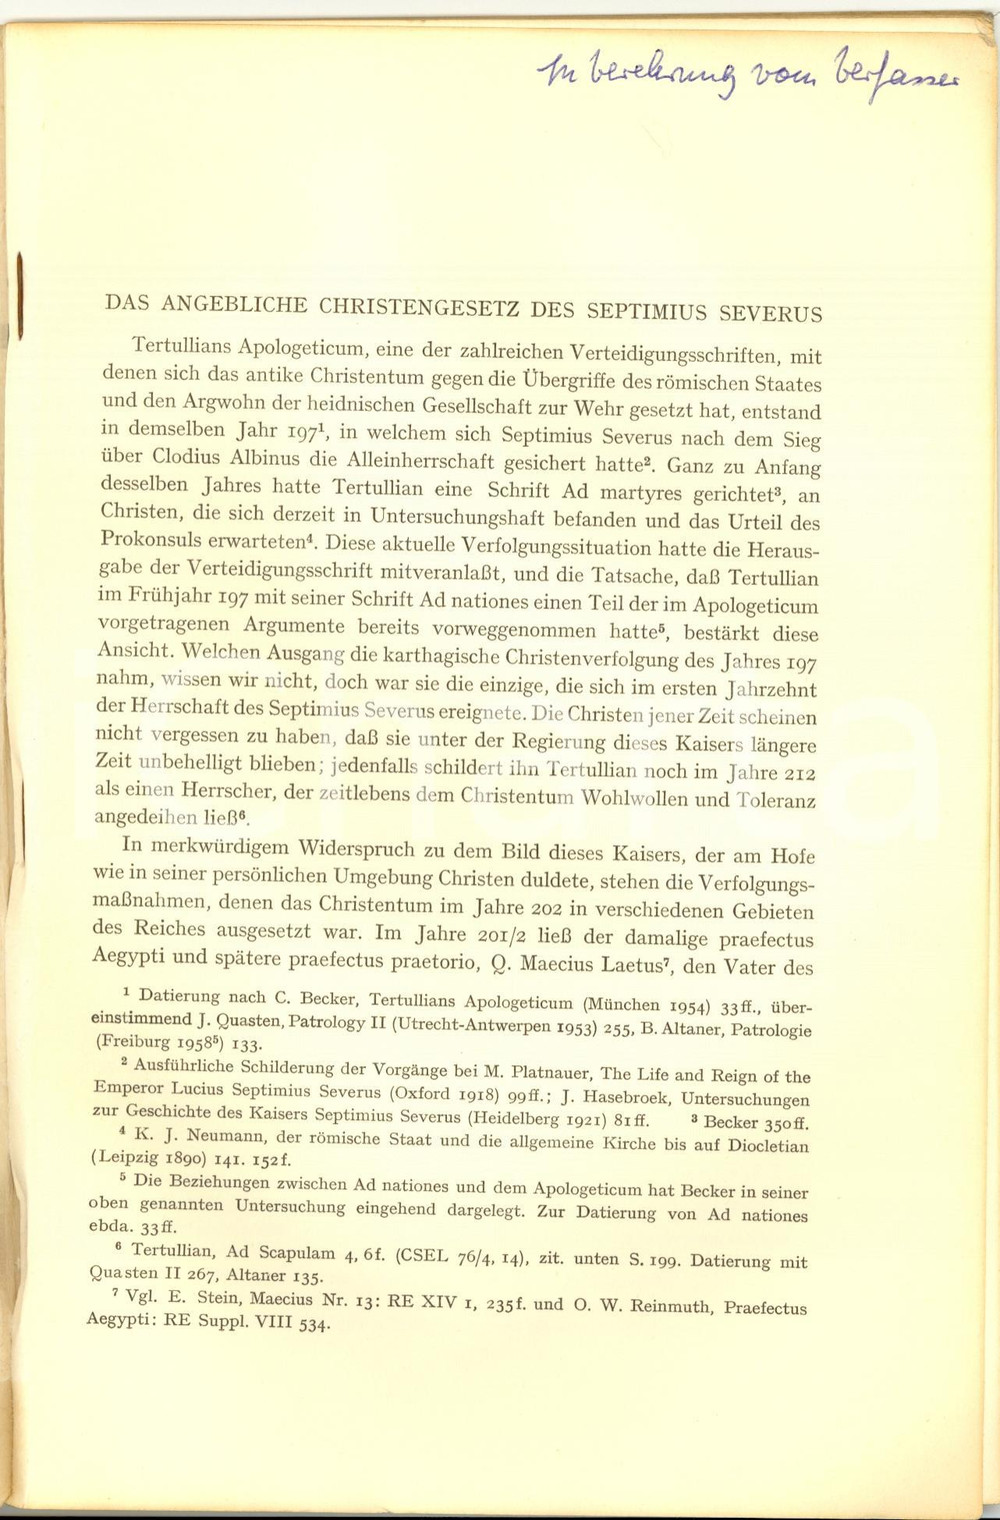 In Verehrung vom Verfasser
DAS ANGEBLICHE CHRISTENGESETZ DES SEPTIMIUS SEVERUS
Tertullians Apologeticum, eine der zahlreichen Verteidigungsschriften, mit
denen sich das antike Christentum gegen die Übergriffe des römischen Staates
und den Argwohn der heidnischen Gesellschaft zur Wehr gesetzt hat, entstand
in demselben Jahr 197¹, in welchem sich Septimius Severus nach dem Sieg
über Clodius Albinus die Alleinherrschaft gesichert hatte². Ganz zu Anfang
desselben Jahres hatte Tertullian eine Schrift Ad martyres gerichtet³, an
Christen, die sich derzeit in Untersuchungshaft befanden und das Urteil des
Prokonsuls erwarteten⁴. Diese aktuelle Verfolgungssituation hatte die Heraus-
gabe der Verteidigungsschrift mitveranlaßt, und die Tatsache, daß Tertullian
im Frühjahr 197 mit seiner Schrift Ad nationes einen Teil der im Apologeticum
vorgetragenen Argumente bereits vorweggenommen hatte⁵, bestärkt diese
Ansicht. Welchen Ausgang die karthagische Christenverfolgung des Jahres 197
nahm, wissen wir nicht, doch war sie die einzige, die sich im ersten Jahrzehnt
der Herrschaft des Septimius Severus ereignete. Die Christen jener Zeit scheinen
nicht vergessen zu haben, daß sie unter der Regierung dieses Kaisers längere
Zeit unbehelligt blieben; jedenfalls schildert ihn Tertullian noch im Jahre 212
als einen Herrscher, der zeitlebens dem Christentum Wohlwollen und Toleranz
angedeihen ließ⁶.
In merkwürdigem Widerspruch zu dem Bild dieses Kaisers, der am Hofe
wie in seiner persönlichen Umgebung Christen duldete, stehen die Verfolgungs-
maßnahmen, denen das Christentum im Jahre 202 in verschiedenen Gebieten
des Reiches ausgesetzt war. Im Jahre 201/2 ließ der damalige praefectus
Aegypti und spätere praefectus praetorio, Q. Maecius Laetus⁷, den Vater des
¹ Datierung nach C. Becker, Tertullians Apologeticum (München 1954) 33ff., über-
einstimmend J. Quasten, Patrology II (Utrecht-Antwerpen 1953) 255, B. Altaner, Patrologie
(Freiburg 1958⁵) 133.
² Ausführliche Schilderung der Vorgänge bei M. Platnauer, The Life and Reign of the
Emperor Lucius Septimius Severus (Oxford 1918) 99ff.; J. Hasebroek, Untersuchungen
zur Geschichte des Kaisers Septimius Severus (Heidelberg 1921) 81ff. ³ Becker 350ff.
⁴ K. J. Neumann, der römische Staat und die allgemeine Kirche bis auf Diocletian
(Leipzig 1890) 141. 152f.
⁵ Die Beziehungen zwischen Ad nationes und dem Apologeticum hat Becker in seiner
oben genannten Untersuchung eingehend dargelegt. Zur Datierung von Ad nationes
ebda. 33ff.
⁶ Tertullian, Ad Scapulam 4, 6f. (CSEL 76/4, 14), zit. unten S. 199. Datierung mit
Quasten II 267, Altaner 135.
⁷ Vgl. E. Stein, Maecius Nr. 13: RE XIV 1, 235f. und O. W. Reinmuth, Praefectus
Aegypti: RE Suppl. VIII 534.